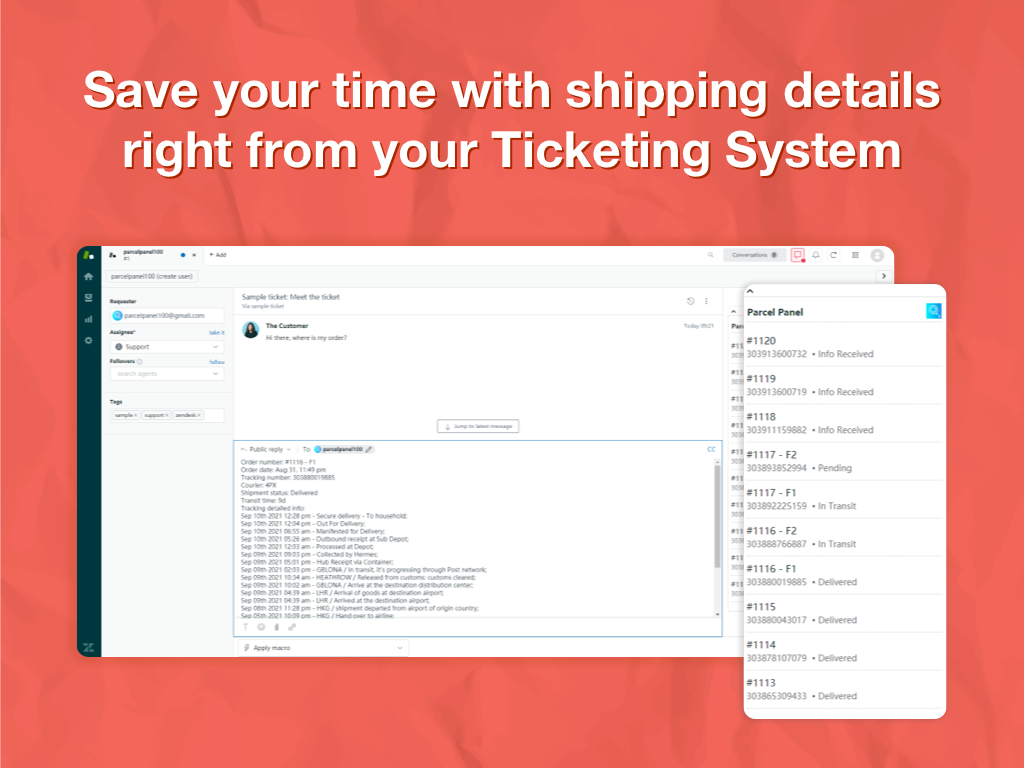 Save your time with shipping details
right from your Ticketing System
parcelpanel100
#1
+ Add
Conversations 0
parcelpanel100 (create user)
Requester
parcelpanel100@gmail.com
Assignee*
take it
Support
Followers
follow
search agents
Tags
sample ×
support ×
zendesk ×
Sample ticket: Meet the ticket
Via sample ticket
The Customer
Today 09:21
Hi there, where is my order?
Jump to latest message
Public reply
To
parcelpanel100
CC
Order number: #1116 - F1
Order date: Aug 31, 11:49 pm
Tracking number: 303880019885
Courier: 4PX
Shipment status: Delivered
Transit time: 9d
Tracking detailed info:
Sep 10th 2021 12:28 pm - Secure delivery - To household;
Sep 10th 2021 12:04 pm - Out For Delivery;
Sep 10th 2021 06:55 am - Manifested for Delivery;
Sep 10th 2021 05:26 am - Outbound receipt at Sub Depot;
Sep 10th 2021 12:03 am - Processed at Depot;
Sep 09th 2021 09:03 pm - Collected by Hermes;
Sep 09th 2021 05:01 pm - Hub Receipt via Container;
Sep 09th 2021 02:03 pm - GBLONA / In transit, it's progressing through Post network;
Sep 09th 2021 10:34 am - HEATHROW / Released from customs: customs cleared;
Sep 09th 2021 10:02 am - GBLONA / Arrive at the destination distribution center;
Sep 09th 2021 04:39 am - LHR / Arrival of goods at destination airport;
Sep 09th 2021 04:39 am - LHR / Arrived at the destination airport;
Sep 08th 2021 11:28 pm - HKG / shipment departed from airport of origin country;
Sep 05th 2021 10:09 pm - HKG / Hand over to airline;
Apply macro
Parcel Panel
#1120
303913600732 • Info Received
#1119
303913600719 • Info Received
#1118
303911159882 • Info Received
#1117 - F2
303893852994 • Pending
#1117 - F1
303892225159 • In Transit
#1116 - F2
303888766887 • In Transit
#1116 - F1
303880019885 • Delivered
#1115
303880043017 • Delivered
#1114
303878107079 • Delivered
#1113
303865309433 • Delivered